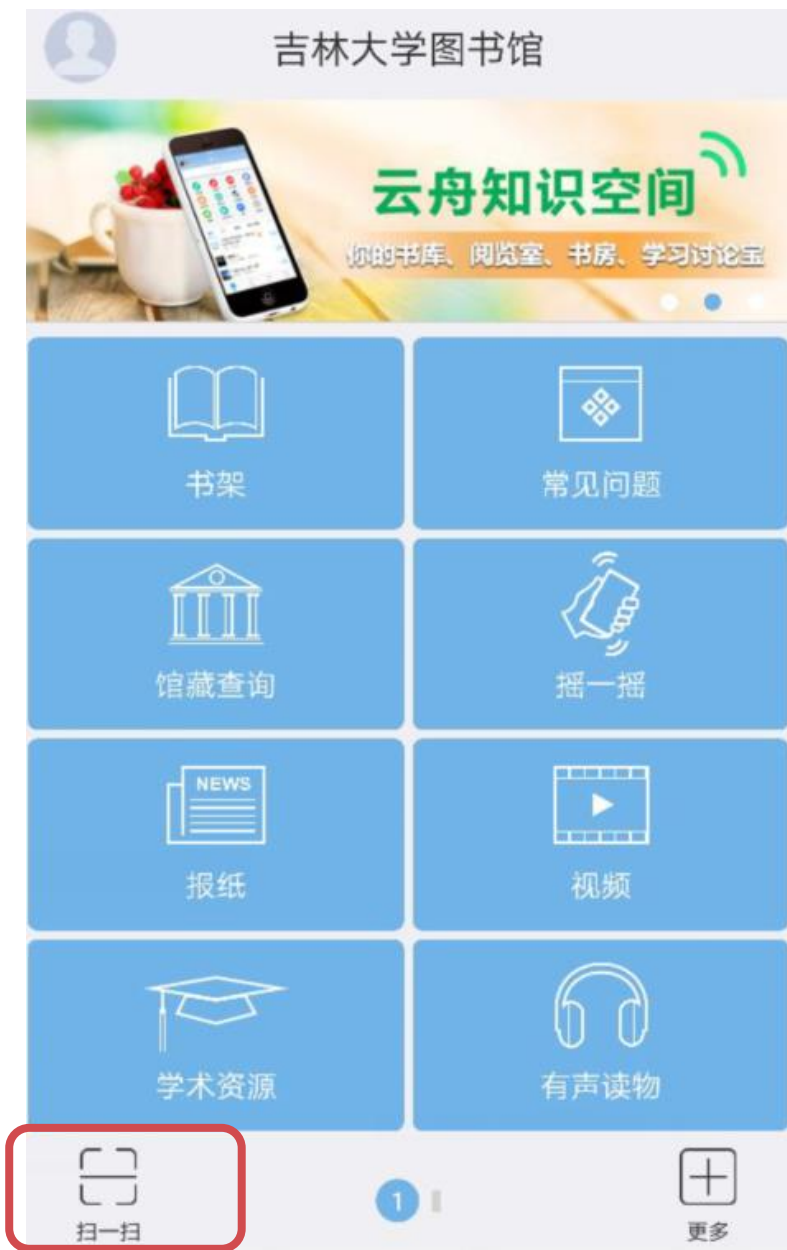 吉林大学图书馆
云舟知识空间
你的书库、阅览室、书房、学习讨论宝
书架
常见问题
馆藏查询
摇一摇
NEWS
报纸
视频
学术资源
有声读物
扫一扫
1
更多